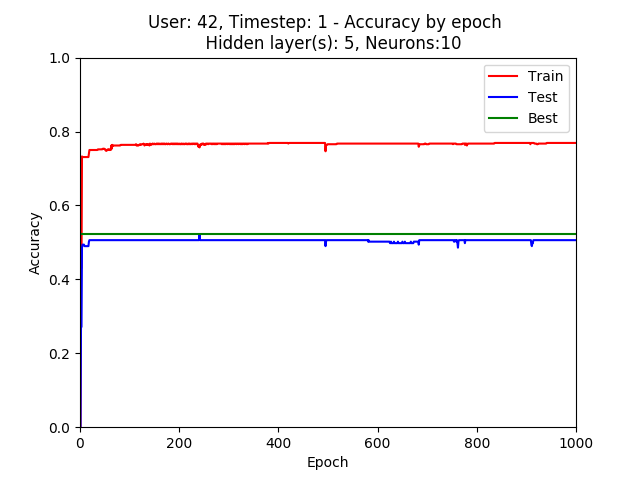 User: 42, Timestep: 1 - Accuracy by epoch
Hidden layer(s): 5, Neurons:10
1.0
0.8
0.6
0.4
0.2
0.0
Accuracy
Train
Test
Best
0
200
400
600
800
1000
Epoch